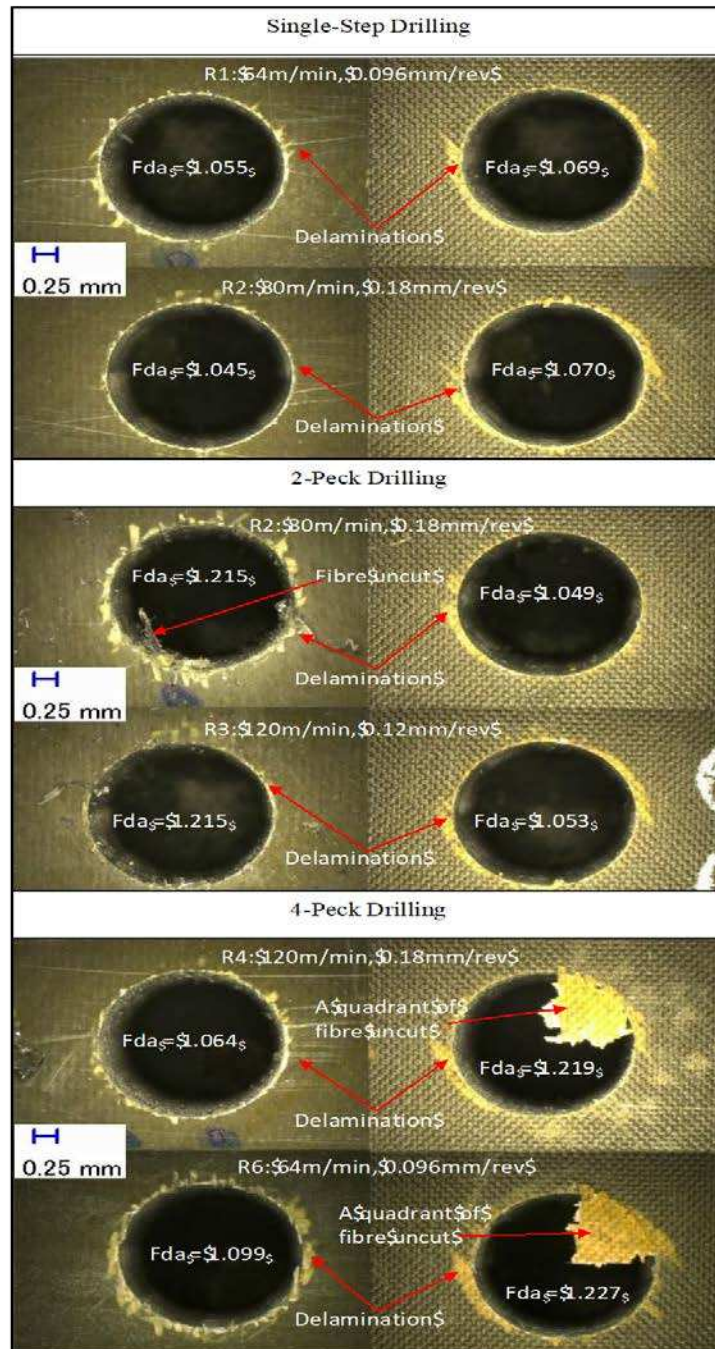 Single-Step Drilling
R1:$64m/min,$0.096mm/rev$
Fda$=$1.055$
Fda$=$1.069$
Delamination$
0.25 mm
R2:$80m/min,$0.18mm/rev$
Fda$=$1.045$
Fda$=$1.070$
Delamination$
2-Peck Drilling
R2:$80m/min,$0.18mm/rev$
Fda$=$1.215$
Fibre$uncut$
Fda$=$1.049$
Delamination$
0.25 mm
R3:$120m/min,$0.12mm/rev$
Fda$=$1.215$
Fda$=$1.053$
Delamination$
4-Peck Drilling
R4:$120m/min,$0.18mm/rev$
A$quadrant$of$
fibre$uncut$
Fda$=$1.064$
Fda$=$1.219$
Delamination$
0.25 mm
R6:$64m/min,$0.096mm/rev$
A$quadrant$of$
fibre$uncut$
Fda$=$1.099$
Fda$=$1.227$
Delamination$